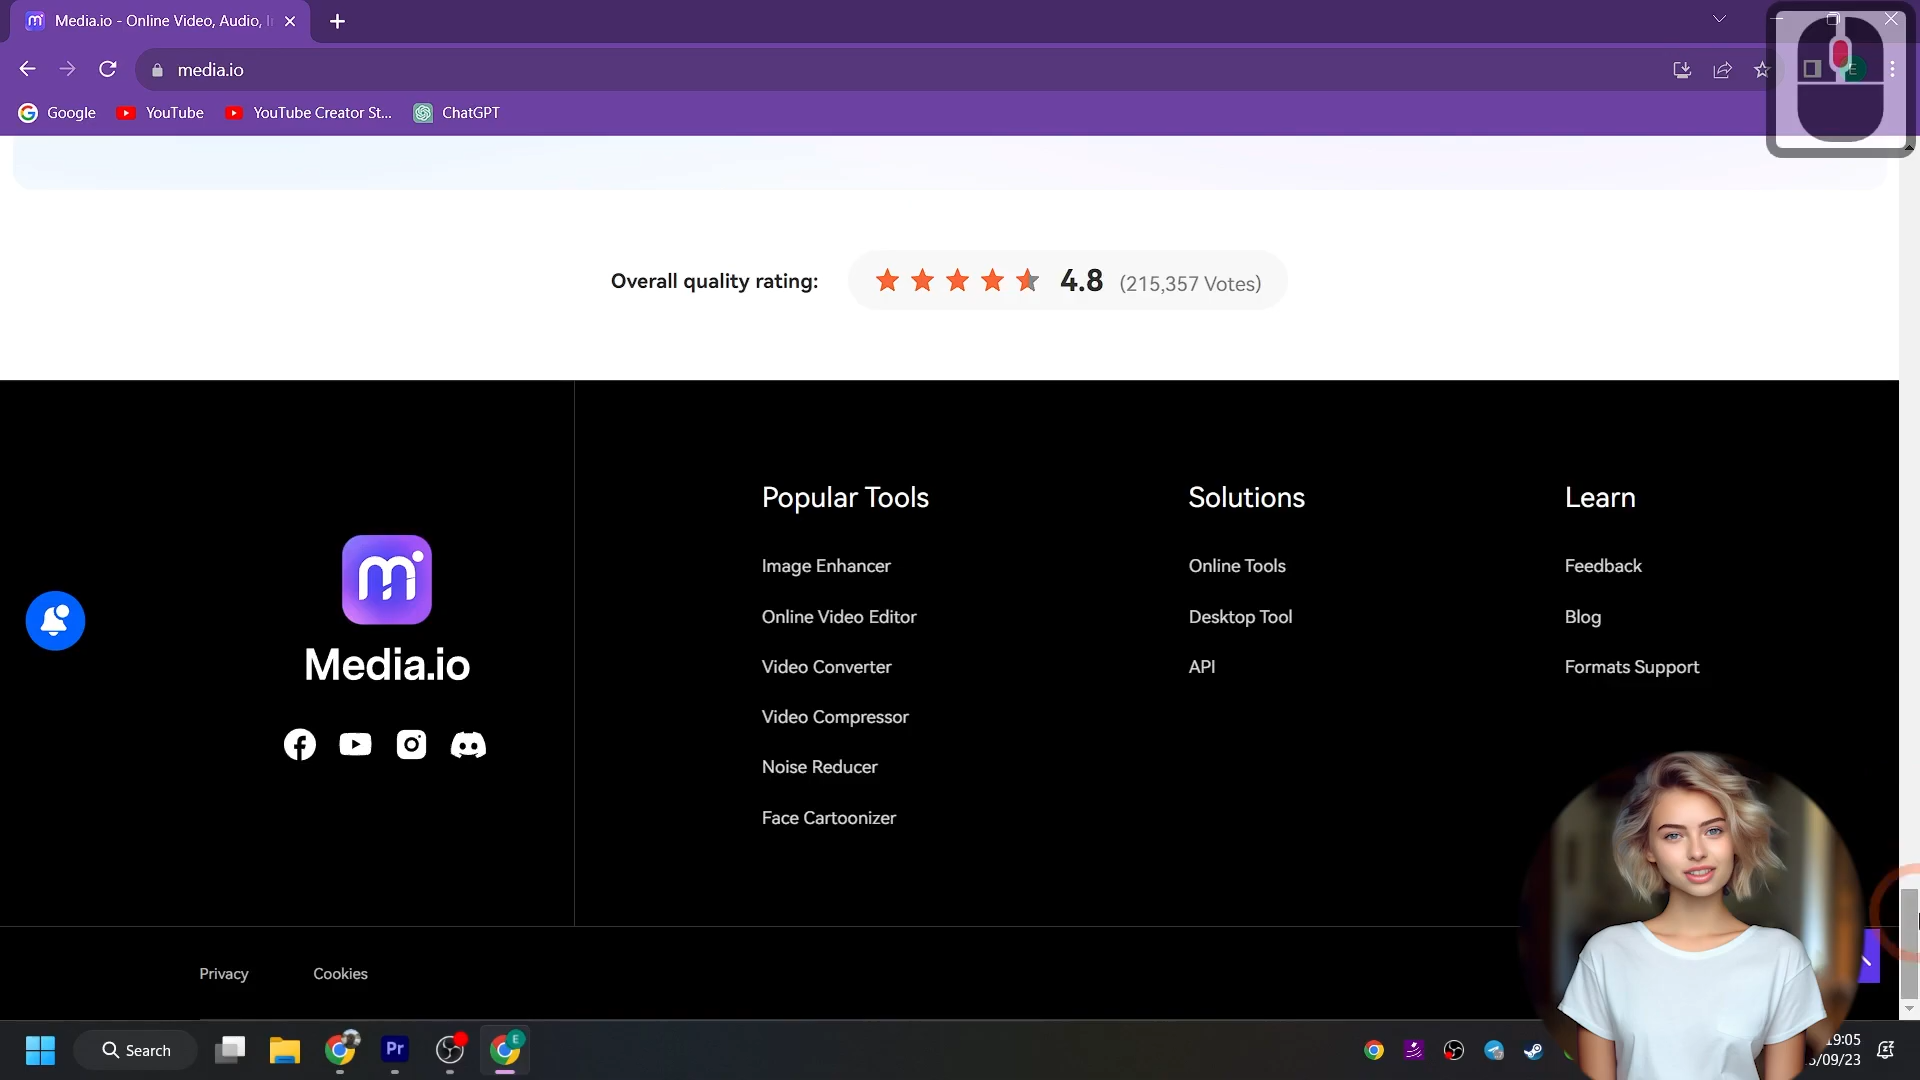 Media.io - Online Video, Audio, I
media.io
Google
YouTube
YouTube Creator St...
ChatGPT
E
Overall quality rating:
4.8 (215,357 Votes)
Popular Tools
Solutions
Learn
Image Enhancer
Online Tools
Feedback
Online Video Editor
Desktop Tool
Blog
Video Converter
API
Formats Support
Video Compressor
Noise Reducer
Face Cartoonizer
Media.io
Privacy
Cookies
Search
Pr
E
19:05
/09/23